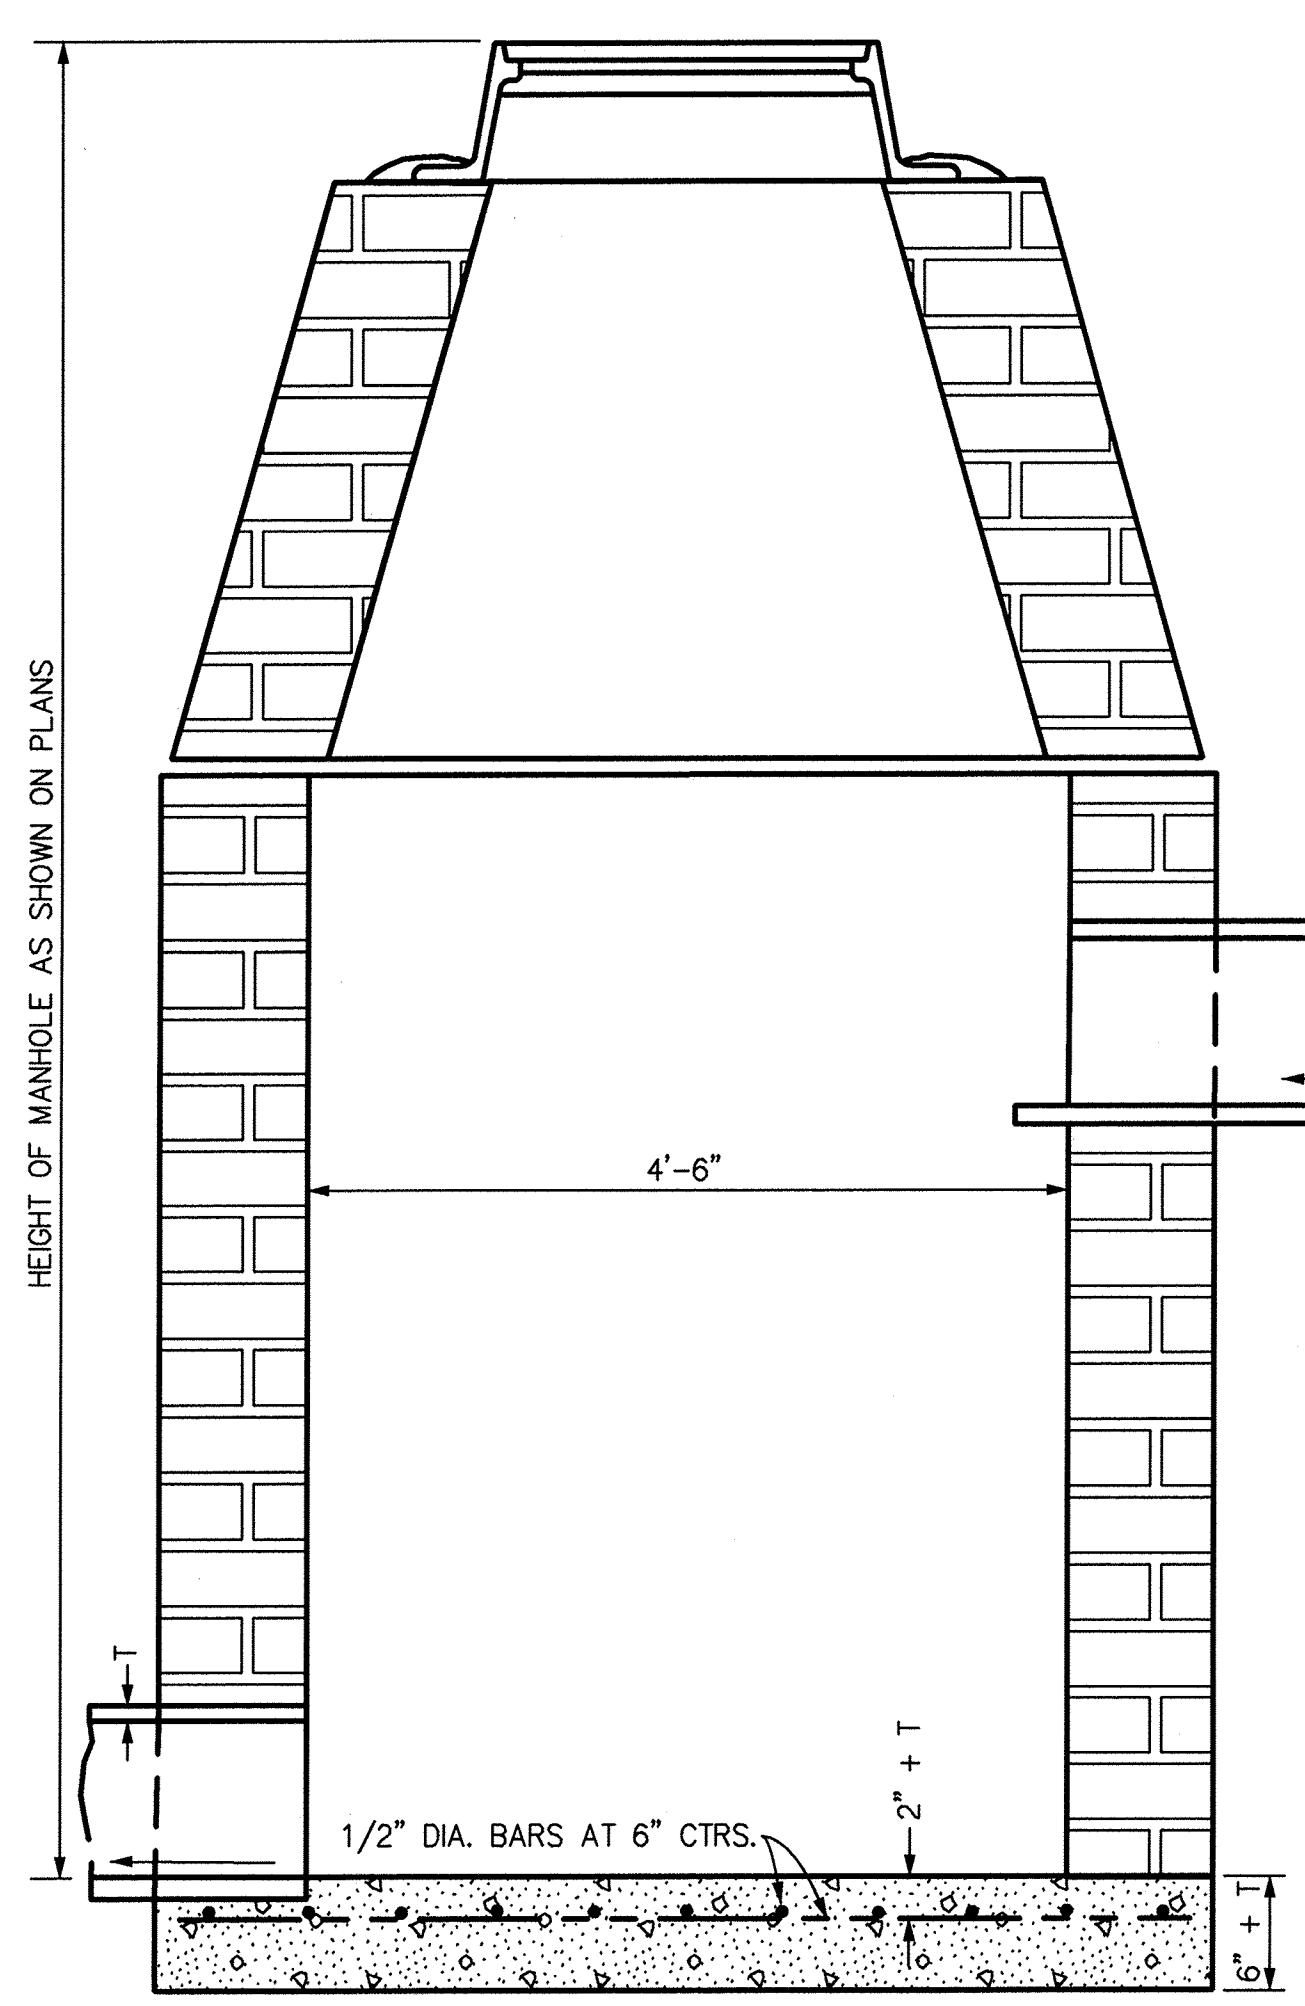 HEIGHT OF MANHOLE AS SHOWN ON PLANS
4'-6"
T
2" + T
1/2" DIA. BARS AT 6" CTRS.
6" + T